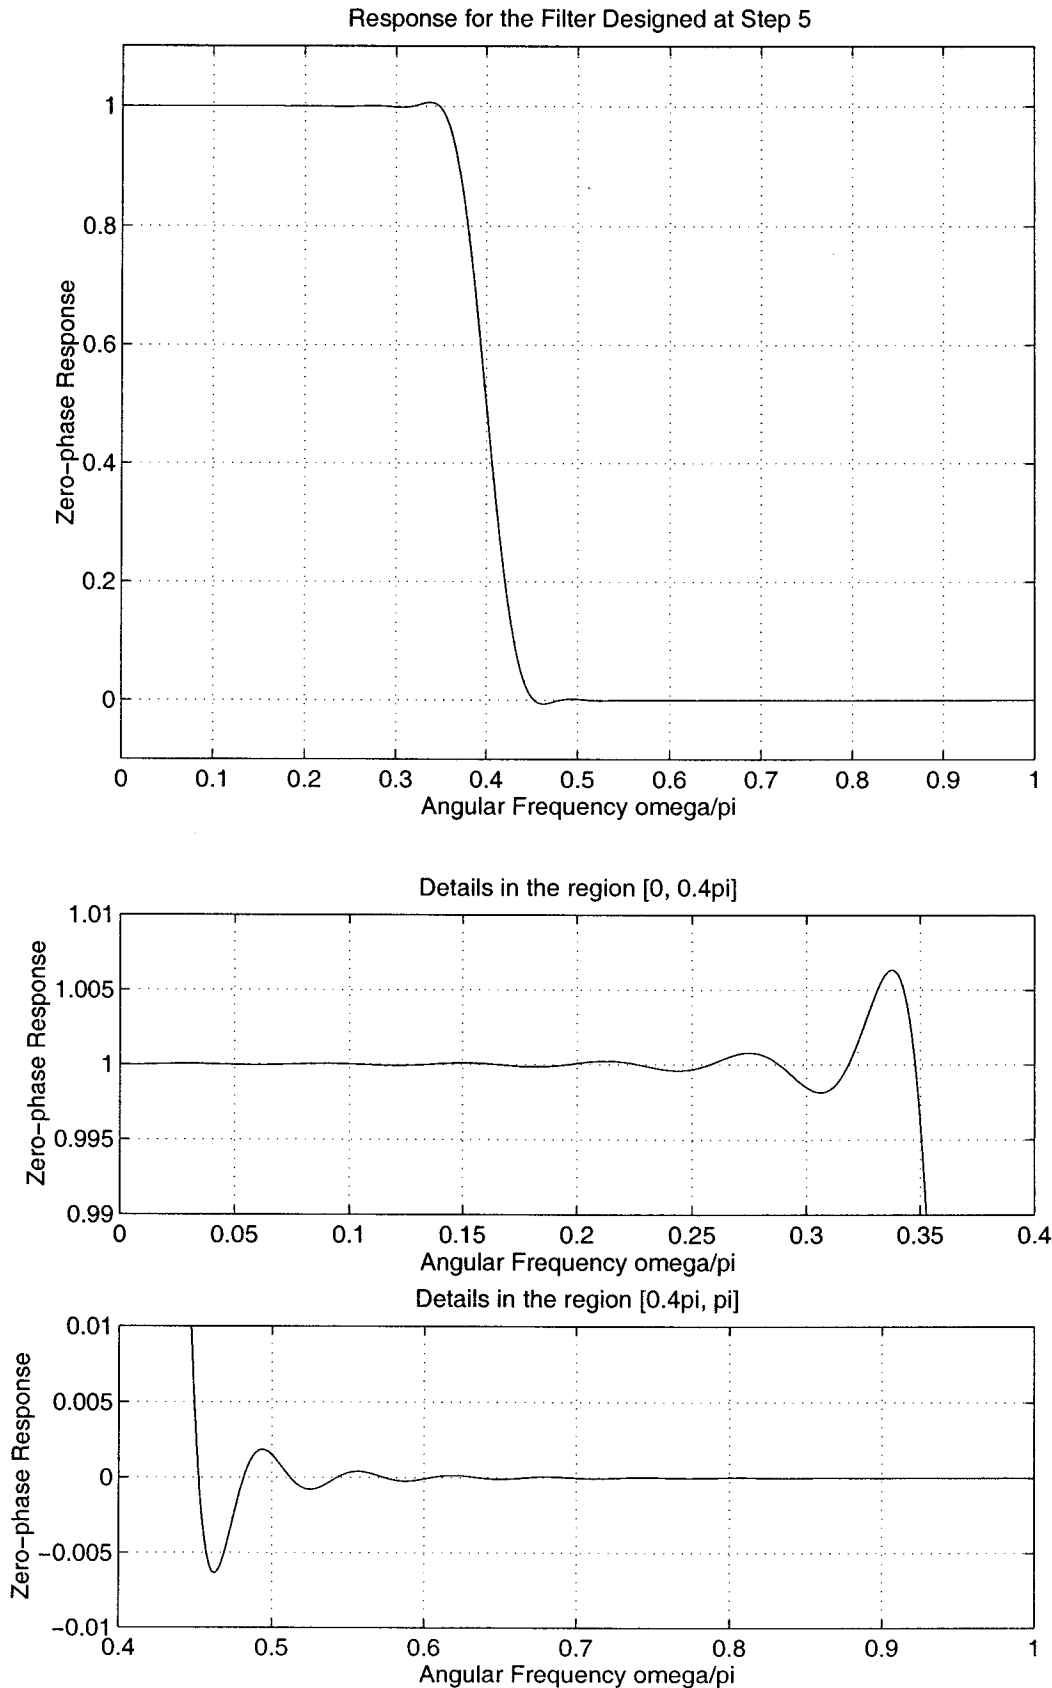 Response for the Filter Designed at Step 5
1
0.8
0.6
0.4
0.2
0
Zero-phase Response
0 0.1 0.2 0.3 0.4 0.5 0.6 0.7 0.8 0.9 1
Angular Frequency omega/pi
Details in the region [0, 0.4pi]
1.01
1.005
1
0.995
0.99
Zero-phase Response
0 0.05 0.1 0.15 0.2 0.25 0.3 0.35 0.4
Angular Frequency omega/pi
Details in the region [0.4pi, pi]
0.01
0.005
0
-0.005
-0.01
Zero-phase Response
0.4 0.5 0.6 0.7 0.8 0.9 1
Angular Frequency omega/pi